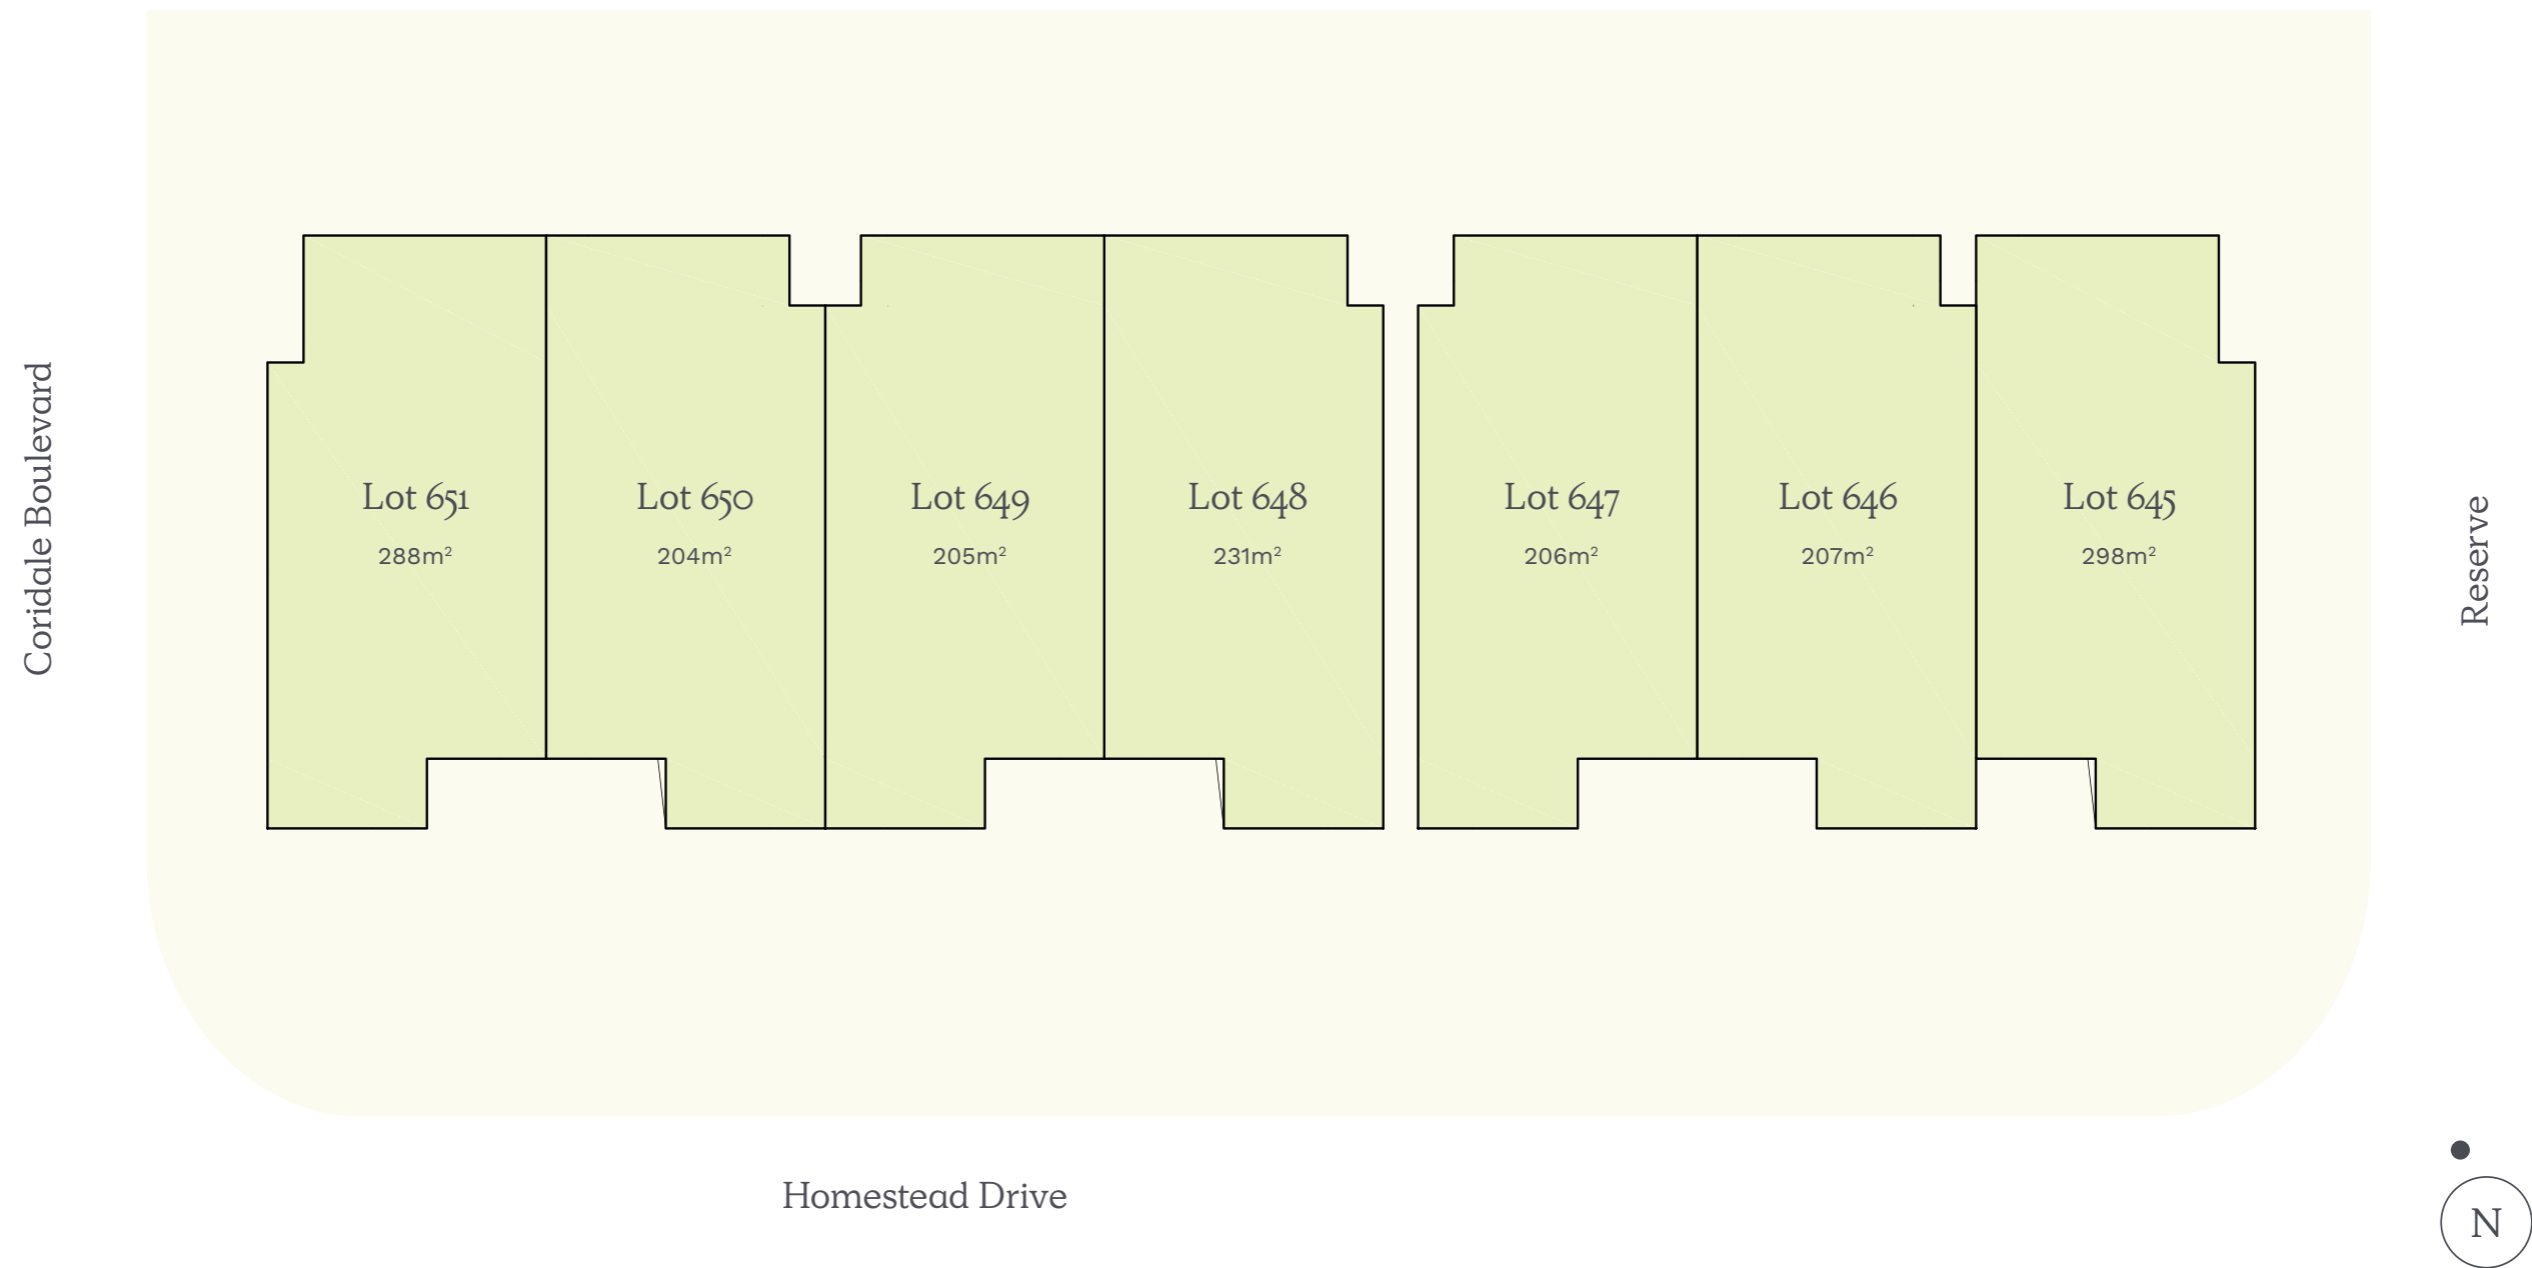 Coridale Boulevard
Lot 651
288m²
Lot 650
204m²
Lot 649
205m²
Lot 648
231m²
Lot 647
206m²
Lot 646
207m²
Lot 645
298m²
Reserve
Homestead Drive
N